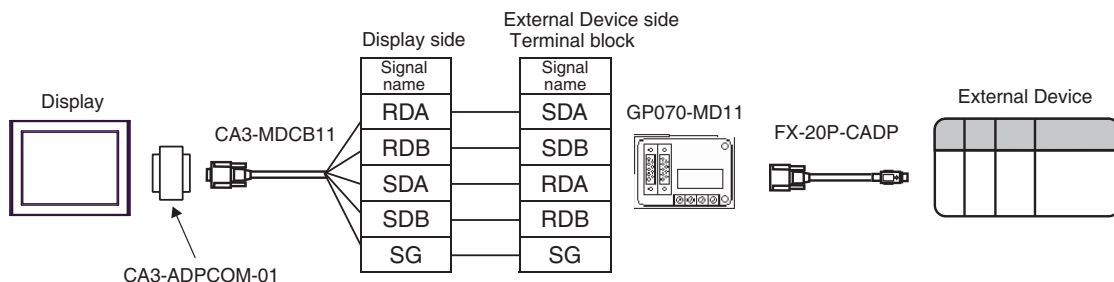 External Device side
Display side
Terminal block
Signal
name
Signal
name
Display
CA3-MDCB11
RDA
SDA
GP070-MD11
FX-20P-CADP
External Device
RDB
SDB
SDA
RDA
SDB
RDB
SG
SG
CA3-ADPCOM-01